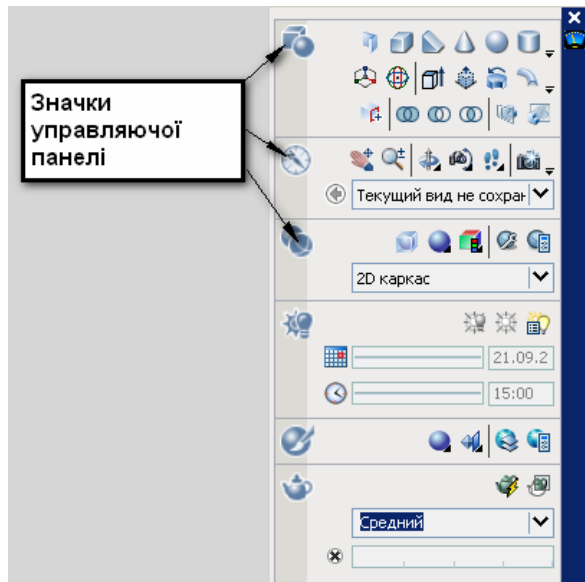 Значки
управляючої
панелі
Текущий вид не сохран
2D каркас
21.09.2
15:00
Средний